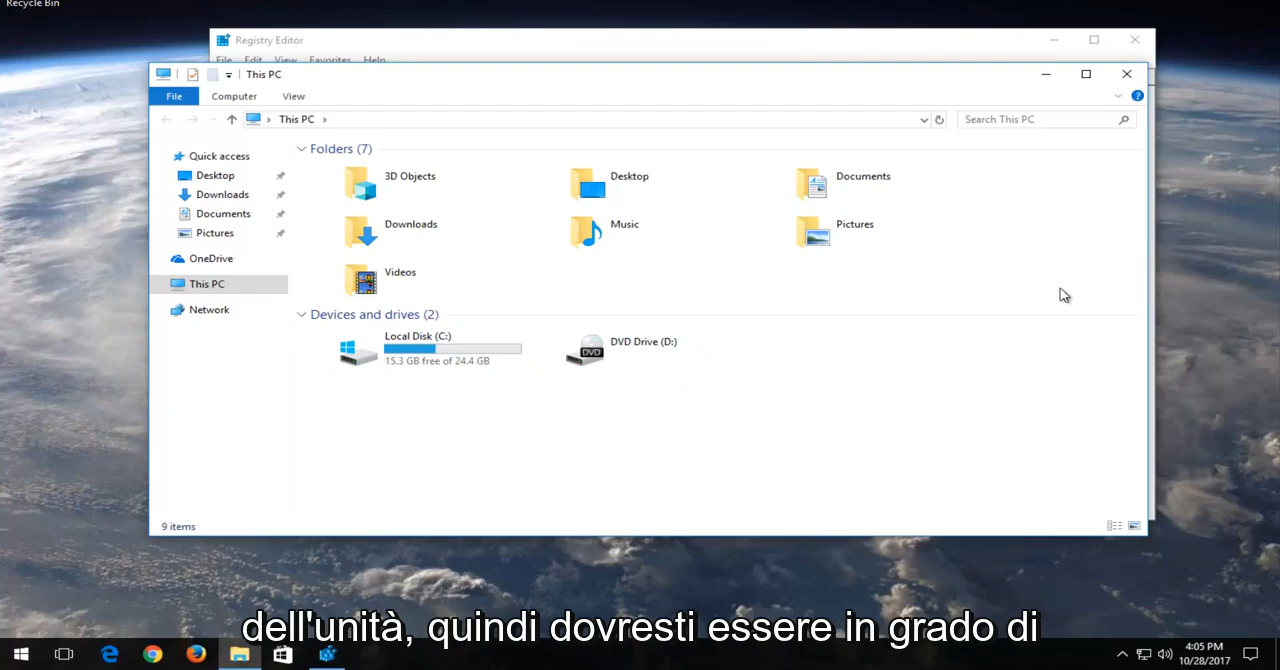 Recycle Bin
Registry Editor
File Edit View Favorites Help
This PC
File Computer View
This PC
Search This PC
Quick access
Desktop
Downloads
Documents
Pictures
OneDrive
This PC
Network
Folders (7)
3D Objects
Desktop
Documents
Downloads
Music
Pictures
Videos
Devices and drives (2)
Local Disk (C:)
15.3 GB free of 24.4 GB
DVD
DVD Drive (D:)
9 items
dell'unità, quindi dovresti essere in grado di
4:05 PM
10/28/2017